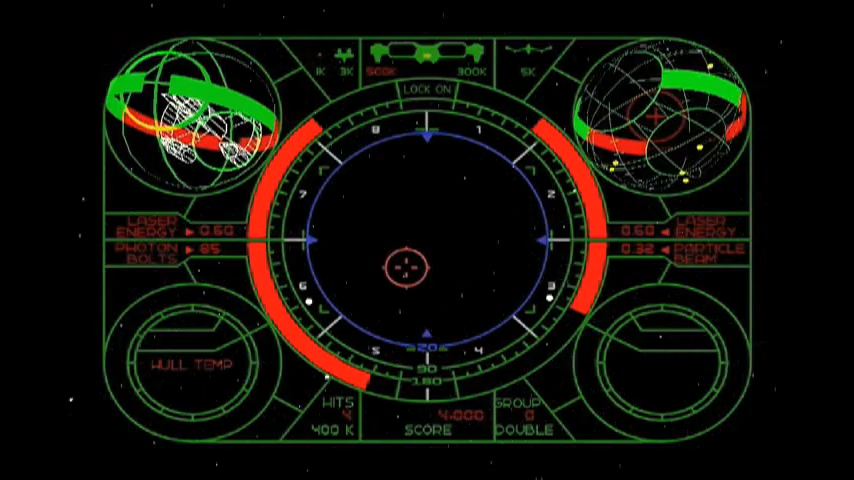 1K 3K
500K 300K
5K
LOCK ON
8 1
7 2
6 3
5 4
LASER ENERGY 0.60
PHOTON BOLTS 85
0.60 LASER ENERGY
0.32 PARTICLE BEAM
20
90
180
HULL TEMP
HITS
4
400 K
4,000
SCORE
GROUP
0
DOUBLE